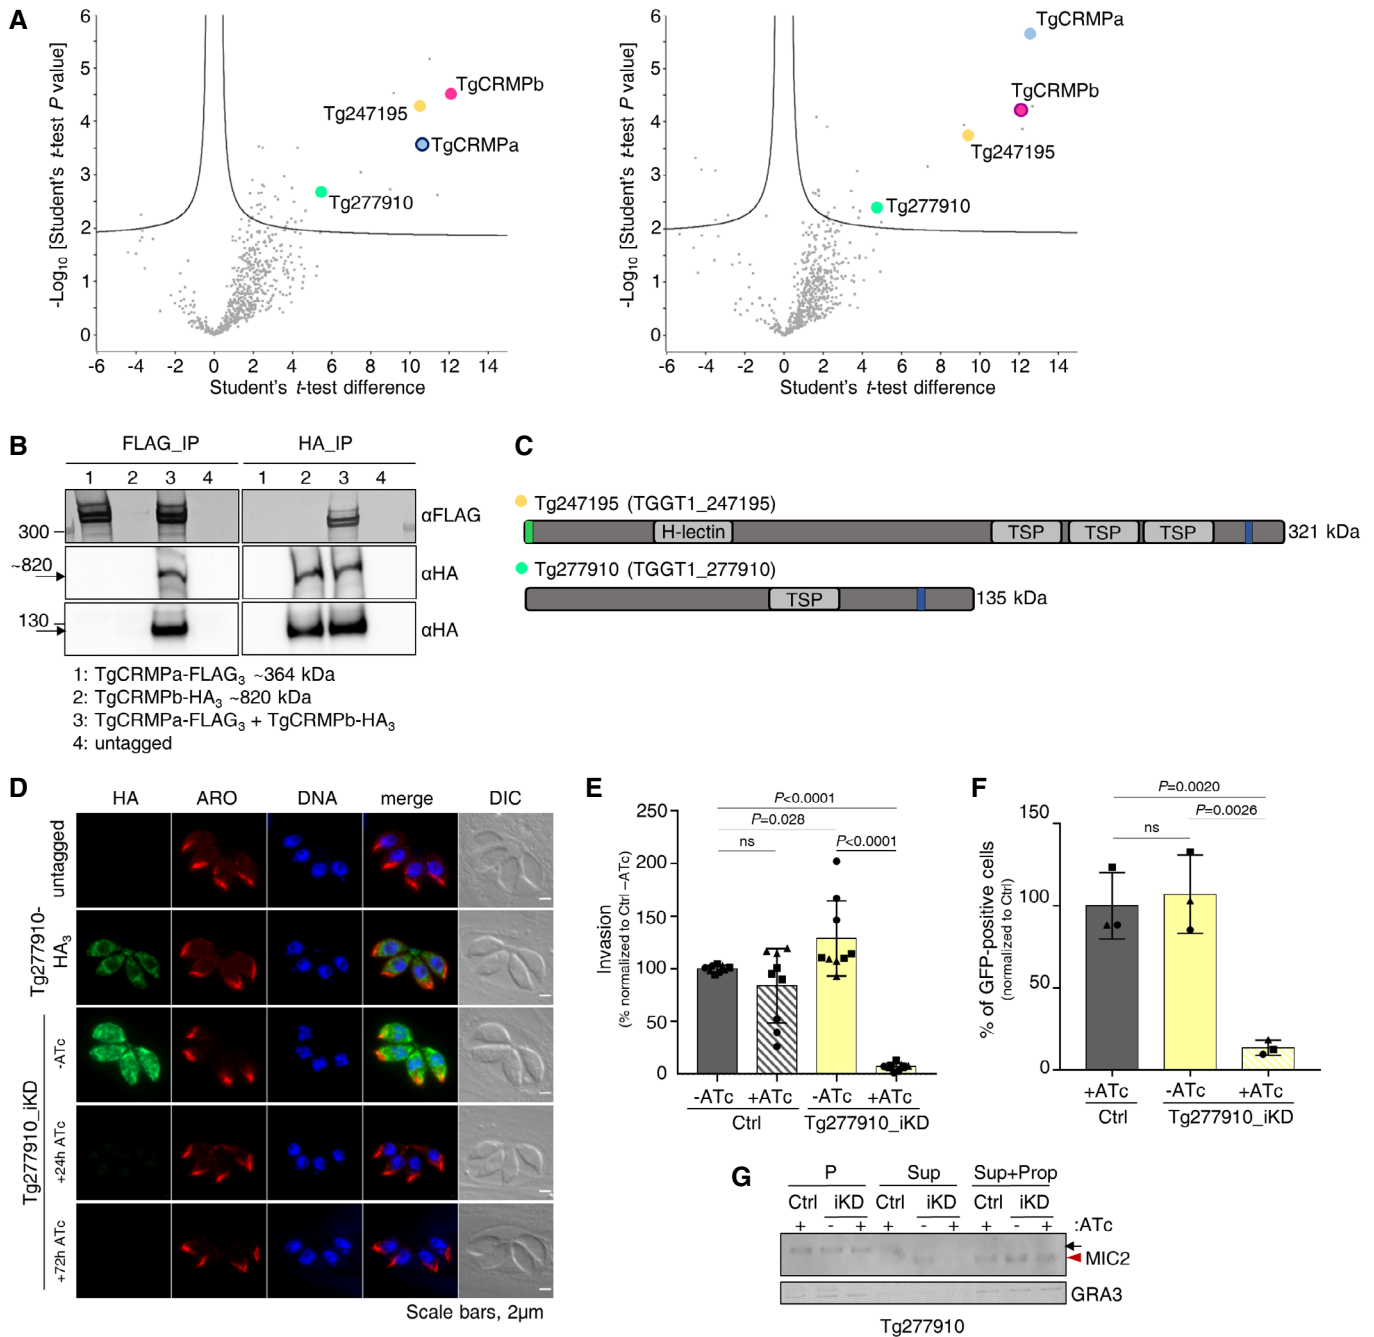 A
6
5
4
3
2
1
0
-Log10 [Student's t-test P value]
TgCRMPb
Tg247195
TgCRMPa
Tg277910
-6 -4 -2 0 2 4 6 8 10 12 14
Student's t-test difference
6
5
4
3
2
1
0
-Log10 [Student's t-test P value]
TgCRMPa
TgCRMPb
Tg247195
Tg277910
-6 -4 -2 0 2 4 6 8 10 12 14
Student's t-test difference
B
FLAG_IP HA_IP
1 2 3 4 1 2 3 4
300 αFLAG
~820 αHA
130 αHA
1: TgCRMPa-FLAG3 ~364 kDa
2: TgCRMPb-HA3 ~820 kDa
3: TgCRMPa-FLAG3 + TgCRMPb-HA3
4: untagged
C
Tg247195 (TGGT1_247195)
H-lectin TSP TSP TSP 321 kDa
Tg277910 (TGGT1_277910)
TSP 135 kDa
D
HA ARO DNA merge DIC
untagged
Tg277910-HA3
Tg277910_iKD
-ATc
+24h ATc
+72h ATc
Scale bars, 2µm
E
Invasion
(% normalized to Ctrl –ATc)
250
200
150
100
50
0
P<0.0001
P=0.028
ns P<0.0001
-ATc +ATc -ATc +ATc
Ctrl Tg277910_iKD
F
% of GFP-positive cells
(normalized to Ctrl)
150
100
50
0
P=0.0020
P=0.0026
ns
+ATc -ATc +ATc
Ctrl Tg277910_iKD
G
P Sup Sup+Prop
Ctrl iKD Ctrl iKD Ctrl iKD
+ - + + - + + - + :ATc
MIC2
GRA3
Tg277910